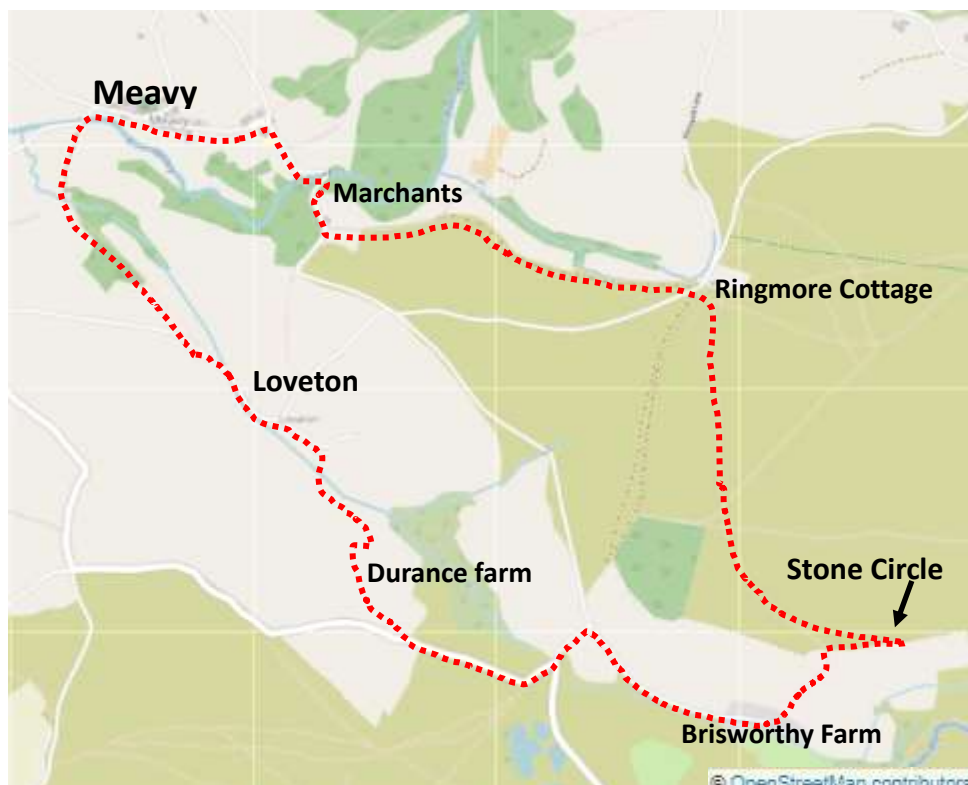 Meavy
Marchants
Ringmore Cottage
Loveton
Stone Circle
Durance farm
Brisworthy Farm
© OpenStreetMap contributors